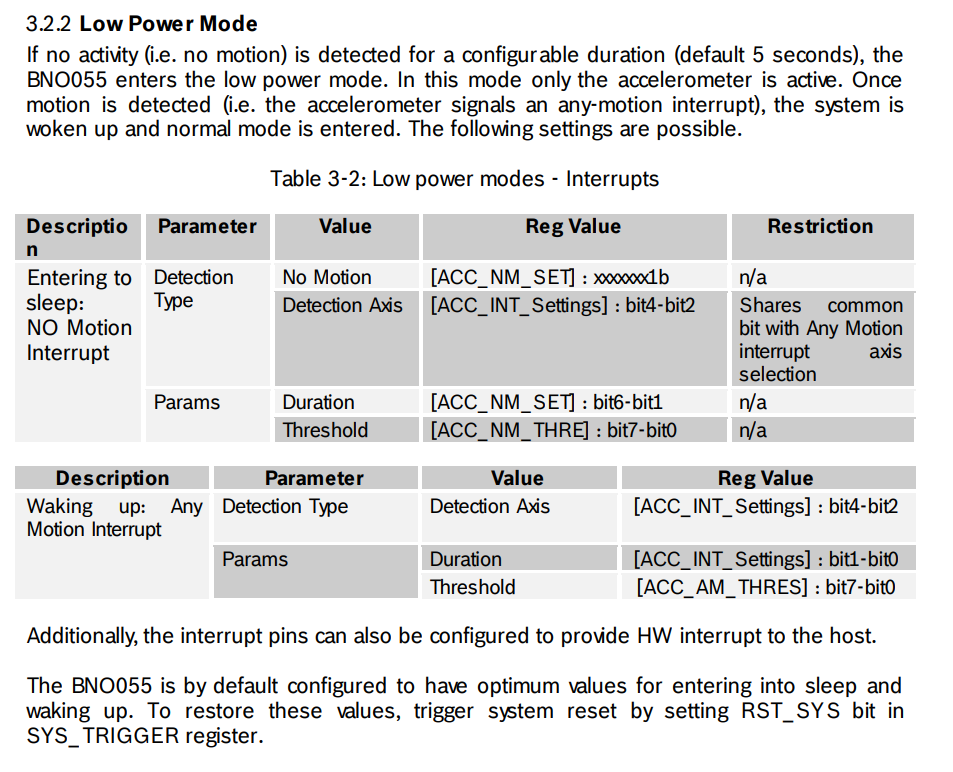 3.2.2 Low Power Mode
If no activity (i.e. no motion) is detected for a configurable duration (default 5 seconds), the
BNO055 enters the low power mode. In this mode only the accelerometer is active. Once
motion is detected (i.e. the accelerometer signals an any-motion interrupt), the system is
woken up and normal mode is entered. The following settings are possible.
Table 3-2: Low power modes - Interrupts
Descriptio
n
Parameter
Value
Reg Value
Restriction
Entering to
sleep:
NO Motion
Interrupt
Detection
Type
No Motion
[ACC_NM_SET] : xxxxxxx1b
n/a
Detection Axis
[ACC_INT_Settings] : bit4-bit2
Shares common
bit with Any Motion
interrupt axis
selection
Params
Duration
[ACC_NM_SET] : bit6-bit1
n/a
Threshold
[ACC_NM_THRE] : bit7-bit0
n/a
Description
Parameter
Value
Reg Value
Waking up: Any
Motion Interrupt
Detection Type
Detection Axis
[ACC_INT_Settings] : bit4-bit2
Params
Duration
[ACC_INT_Settings] : bit1-bit0
Threshold
[ACC_AM_THRES] : bit7-bit0
Additionally, the interrupt pins can also be configured to provide HW interrupt to the host.
The BNO055 is by default configured to have optimum values for entering into sleep and
waking up. To restore these values, trigger system reset by setting RST_SYS bit in
SYS_TRIGGER register.